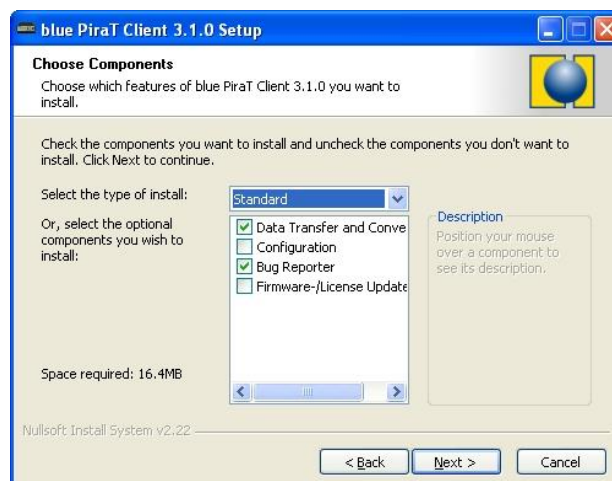 blue PiraT Client 3.1.0 Setup
Choose Components
Choose which features of blue PiraT Client 3.1.0 you want to
install.
Check the components you want to install and uncheck the components you don't want to
install. Click Next to continue.
Select the type of install:
Standard
Or, select the optional
components you wish to
install:
Data Transfer and Conve
Configuration
Bug Reporter
Firmware-/License Update
Description
Position your mouse
over a component to
see its description.
Space required: 16.4MB
Nullsoft Install System v2.22
< Back
Next >
Cancel